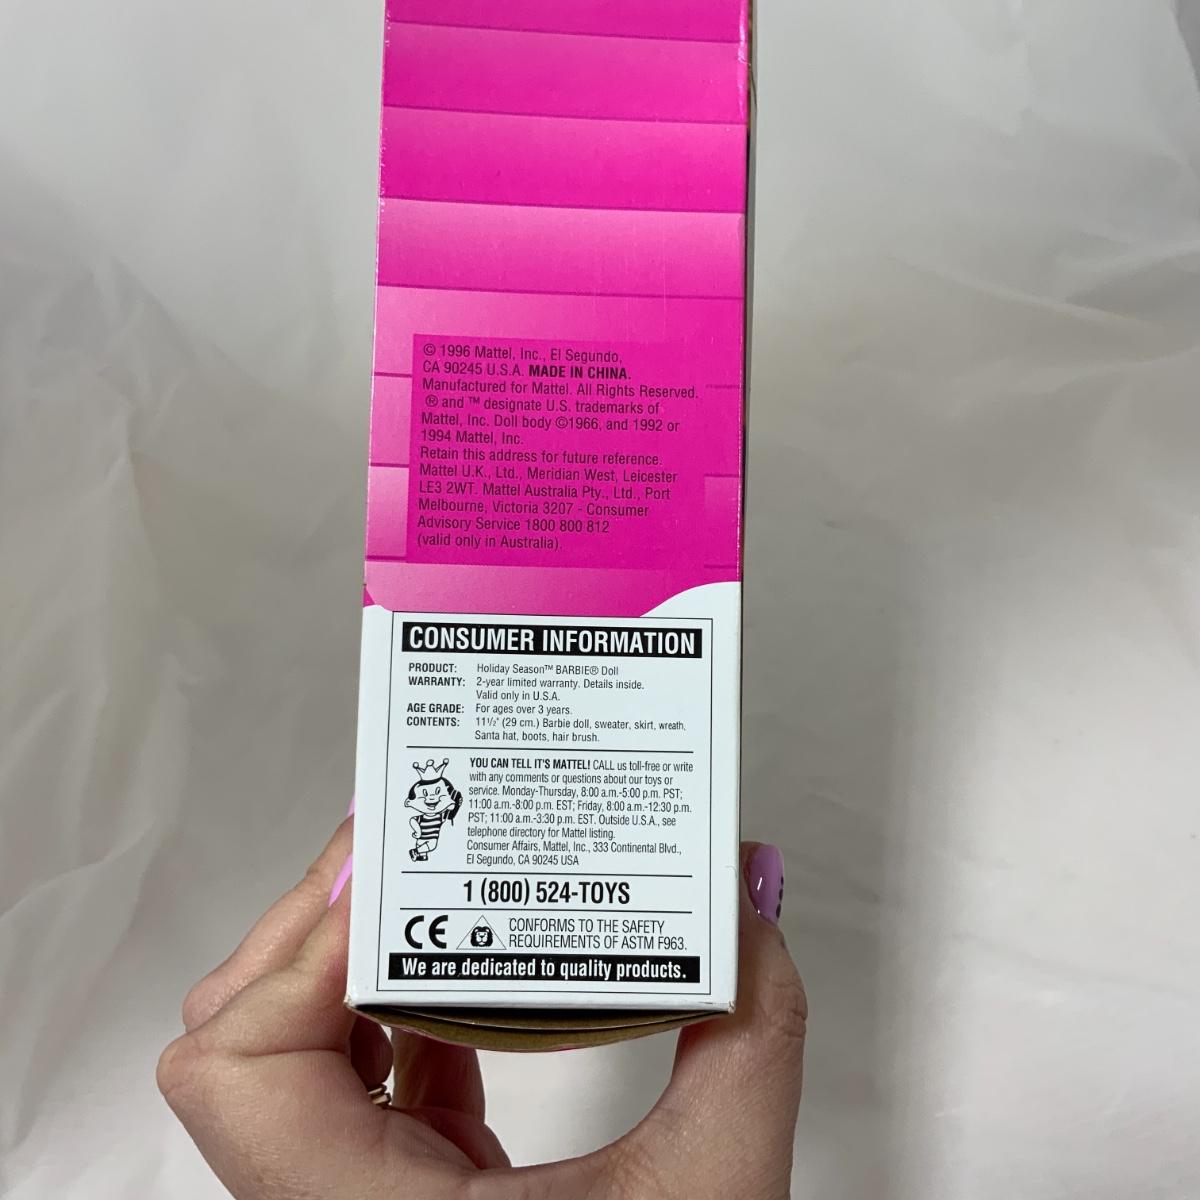 © 1996 Mattel, Inc., El Segundo,
CA 90245 U.S.A. MADE IN CHINA.
Manufactured for Mattel. All Rights Reserved.
® and ™ designate U.S. trademarks of
Mattel, Inc. Doll body ©1966, and 1992 or
1994 Mattel, Inc.
Retain this address for future reference.
Mattel U.K., Ltd., Meridian West, Leicester
LE3 2WT. Mattel Australia Pty., Ltd., Port
Melbourne, Victoria 3207 - Consumer
Advisory Service 1800 800 812
(valid only in Australia).
CONSUMER INFORMATION
PRODUCT: Holiday Season™ BARBIE® Doll
WARRANTY: 2-year limited warranty. Details inside.
Valid only in U.S.A.
AGE GRADE: For ages over 3 years.
CONTENTS: 11½" (29 cm.) Barbie doll, sweater, skirt, wreath,
Santa hat, boots, hair brush.
YOU CAN TELL IT'S MATTEL! CALL us toll-free or write
with any comments or questions about our toys or
service. Monday-Thursday, 8:00 a.m.-5:00 p.m. PST;
11:00 a.m.-8:00 p.m. EST; Friday, 8:00 a.m.-12:30 p.m.
PST; 11:00 a.m.-3:30 p.m. EST. Outside U.S.A., see
telephone directory for Mattel listing.
Consumer Affairs, Mattel, Inc., 333 Continental Blvd.,
El Segundo, CA 90245 USA
1 (800) 524-TOYS
CE CONFORMS TO THE SAFETY
REQUIREMENTS OF ASTM F963.
We are dedicated to quality products.